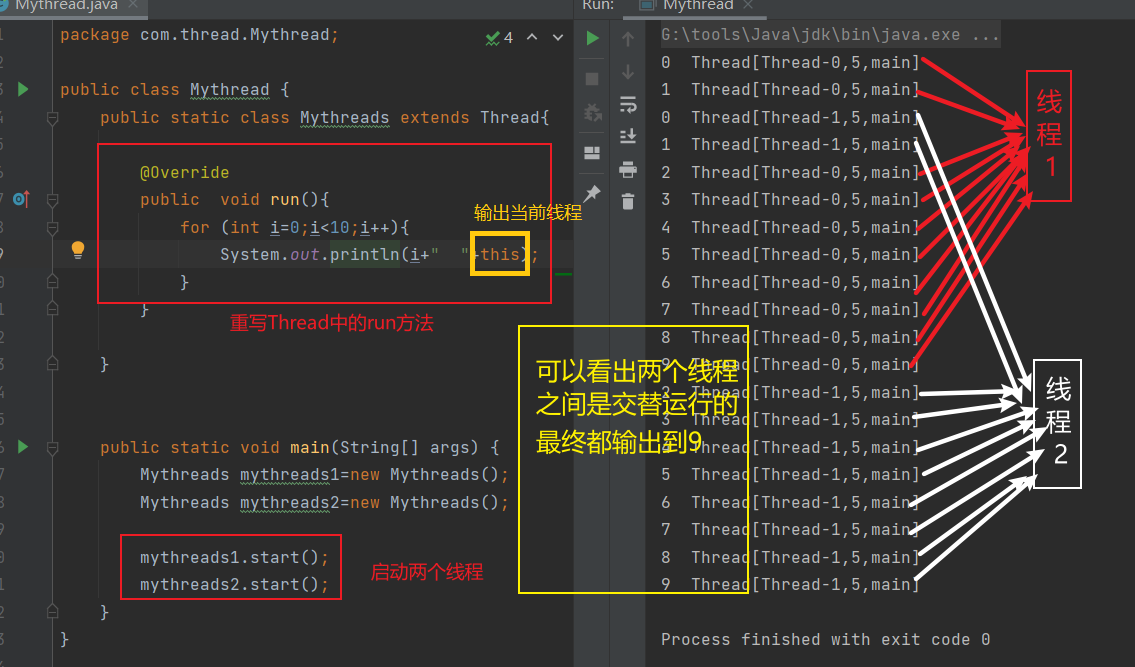 Mythread.java
package com.thread.Mythread;
4
public class Mythread {
public static class Mythreads extends Thread{
@Override
public  void run(){
输出当前线程
for (int i=0;i<10;i++){
System.out.println(i+"  "+this);
}
}
重写Thread中的run方法
}
public static void main(String[] args) {
Mythreads mythreads1=new Mythreads();
Mythreads mythreads2=new Mythreads();
mythreads1.start();
mythreads2.start();
启动两个线程
}
}
可以看出两个线程
之间是交替运行的
最终都输出到9
Run:
Mythread
G:\tools\Java\jdk\bin\java.exe ...
0  Thread[Thread-0,5,main]
1  Thread[Thread-0,5,main]
0  Thread[Thread-1,5,main]
1  Thread[Thread-1,5,main]
2  Thread[Thread-0,5,main]
3  Thread[Thread-0,5,main]
4  Thread[Thread-0,5,main]
5  Thread[Thread-0,5,main]
6  Thread[Thread-0,5,main]
7  Thread[Thread-0,5,main]
8  Thread[Thread-0,5,main]
9  Thread[Thread-0,5,main]
2  Thread[Thread-1,5,main]
3  Thread[Thread-1,5,main]
4  Thread[Thread-1,5,main]
5  Thread[Thread-1,5,main]
6  Thread[Thread-1,5,main]
7  Thread[Thread-1,5,main]
8  Thread[Thread-1,5,main]
9  Thread[Thread-1,5,main]
线
程
1
线
程
2
Process finished with exit code 0